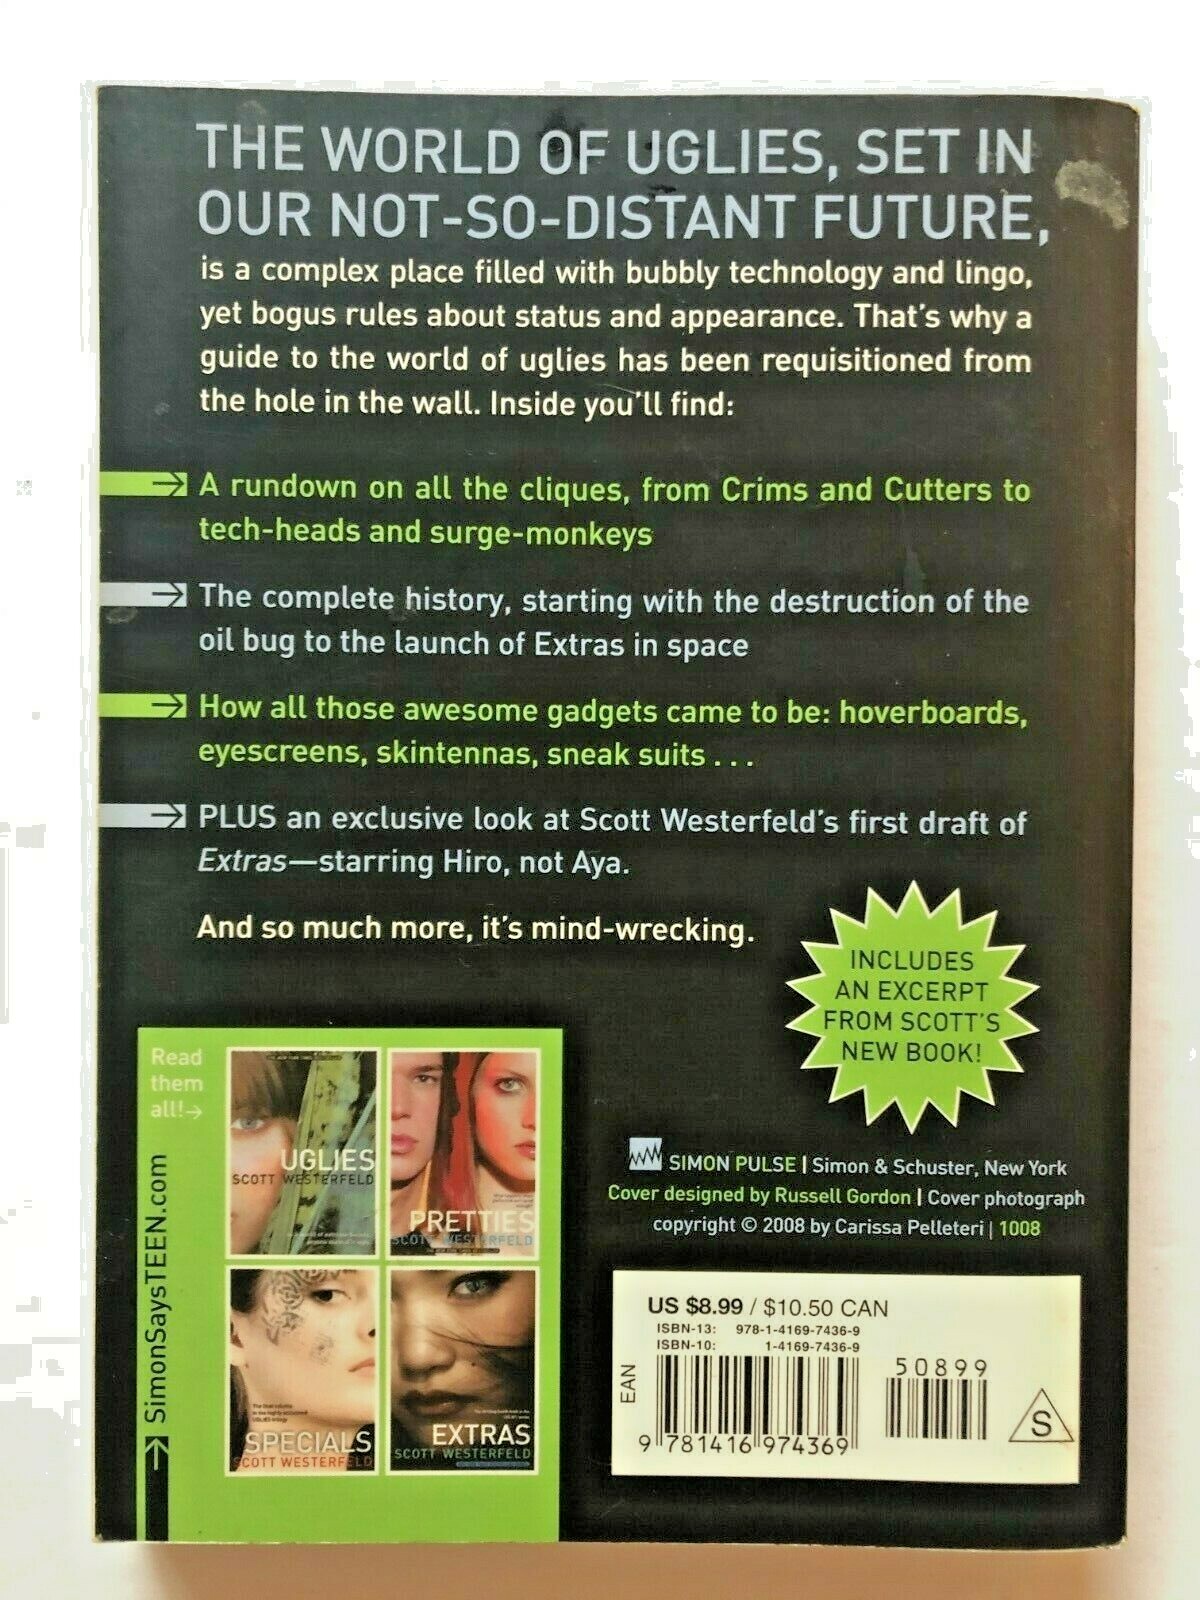 THE WORLD OF UGLIES, SET IN
OUR NOT-SO-DISTANT FUTURE,
is a complex place filled with bubbly technology and lingo,
yet bogus rules about status and appearance. That's why a
guide to the world of uglies has been requisitioned from
the hole in the wall. Inside you'll find:
A rundown on all the cliques, from Crims and Cutters to
tech-heads and surge-monkeys
The complete history, starting with the destruction of the
oil bug to the launch of Extras in space
How all those awesome gadgets came to be: hoverboards,
eyescreens, skintennas, sneak suits . . .
PLUS an exclusive look at Scott Westerfeld's first draft of
Extras—starring Hiro, not Aya.
And so much more, it's mind-wrecking.
INCLUDES
AN EXCERPT
FROM SCOTT'S
NEW BOOK!
Read
them
all!
SimonSaysTEEN.com
UGLIES
SCOTT WESTERFELD
PRETTIES
SCOTT WESTERFELD
SPECIALS
SCOTT WESTERFELD
EXTRAS
SCOTT WESTERFELD
SIMON PULSE | Simon & Schuster, New York
Cover designed by Russell Gordon | Cover photograph
copyright © 2008 by Carissa Pelleteri | 1008
US $8.99 / $10.50 CAN
ISBN-13: 978-1-4169-7436-9
ISBN-10: 1-4169-7436-9
EAN
50899
9 781416 974369
S